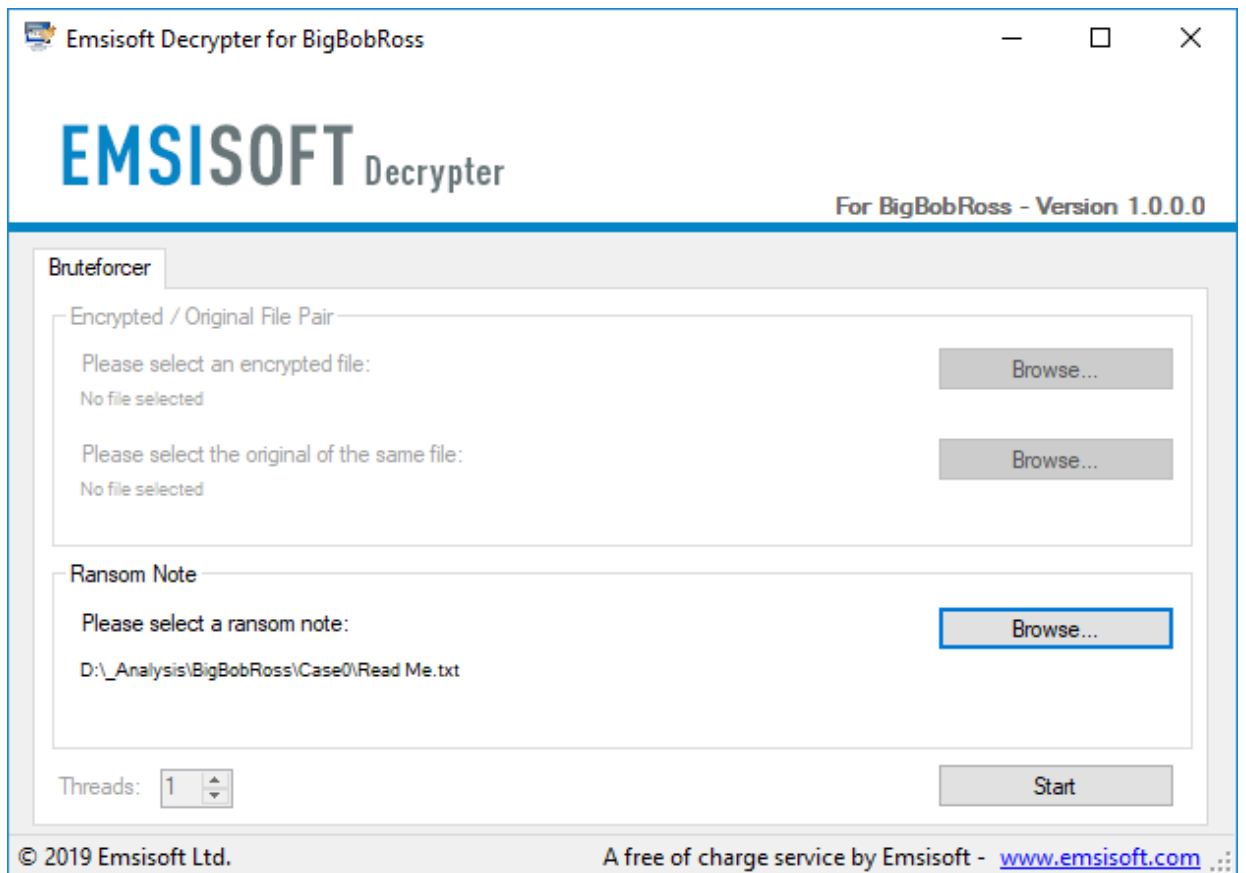 Emsisoft Decrypter for BigBobRoss
EMSISOFT Decrypter
For BigBobRoss - Version 1.0.0.0
Bruteforcer
Encrypted / Original File Pair
Please select an encrypted file:
Browse...
No file selected
Please select the original of the same file:
Browse...
No file selected
Ransom Note
Please select a ransom note:
Browse...
D:\_Analysis\BigBobRoss\Case0\Read Me.txt
Threads: 1
Start
© 2019 Emsisoft Ltd.
A free of charge service by Emsisoft - www.emsisoft.com